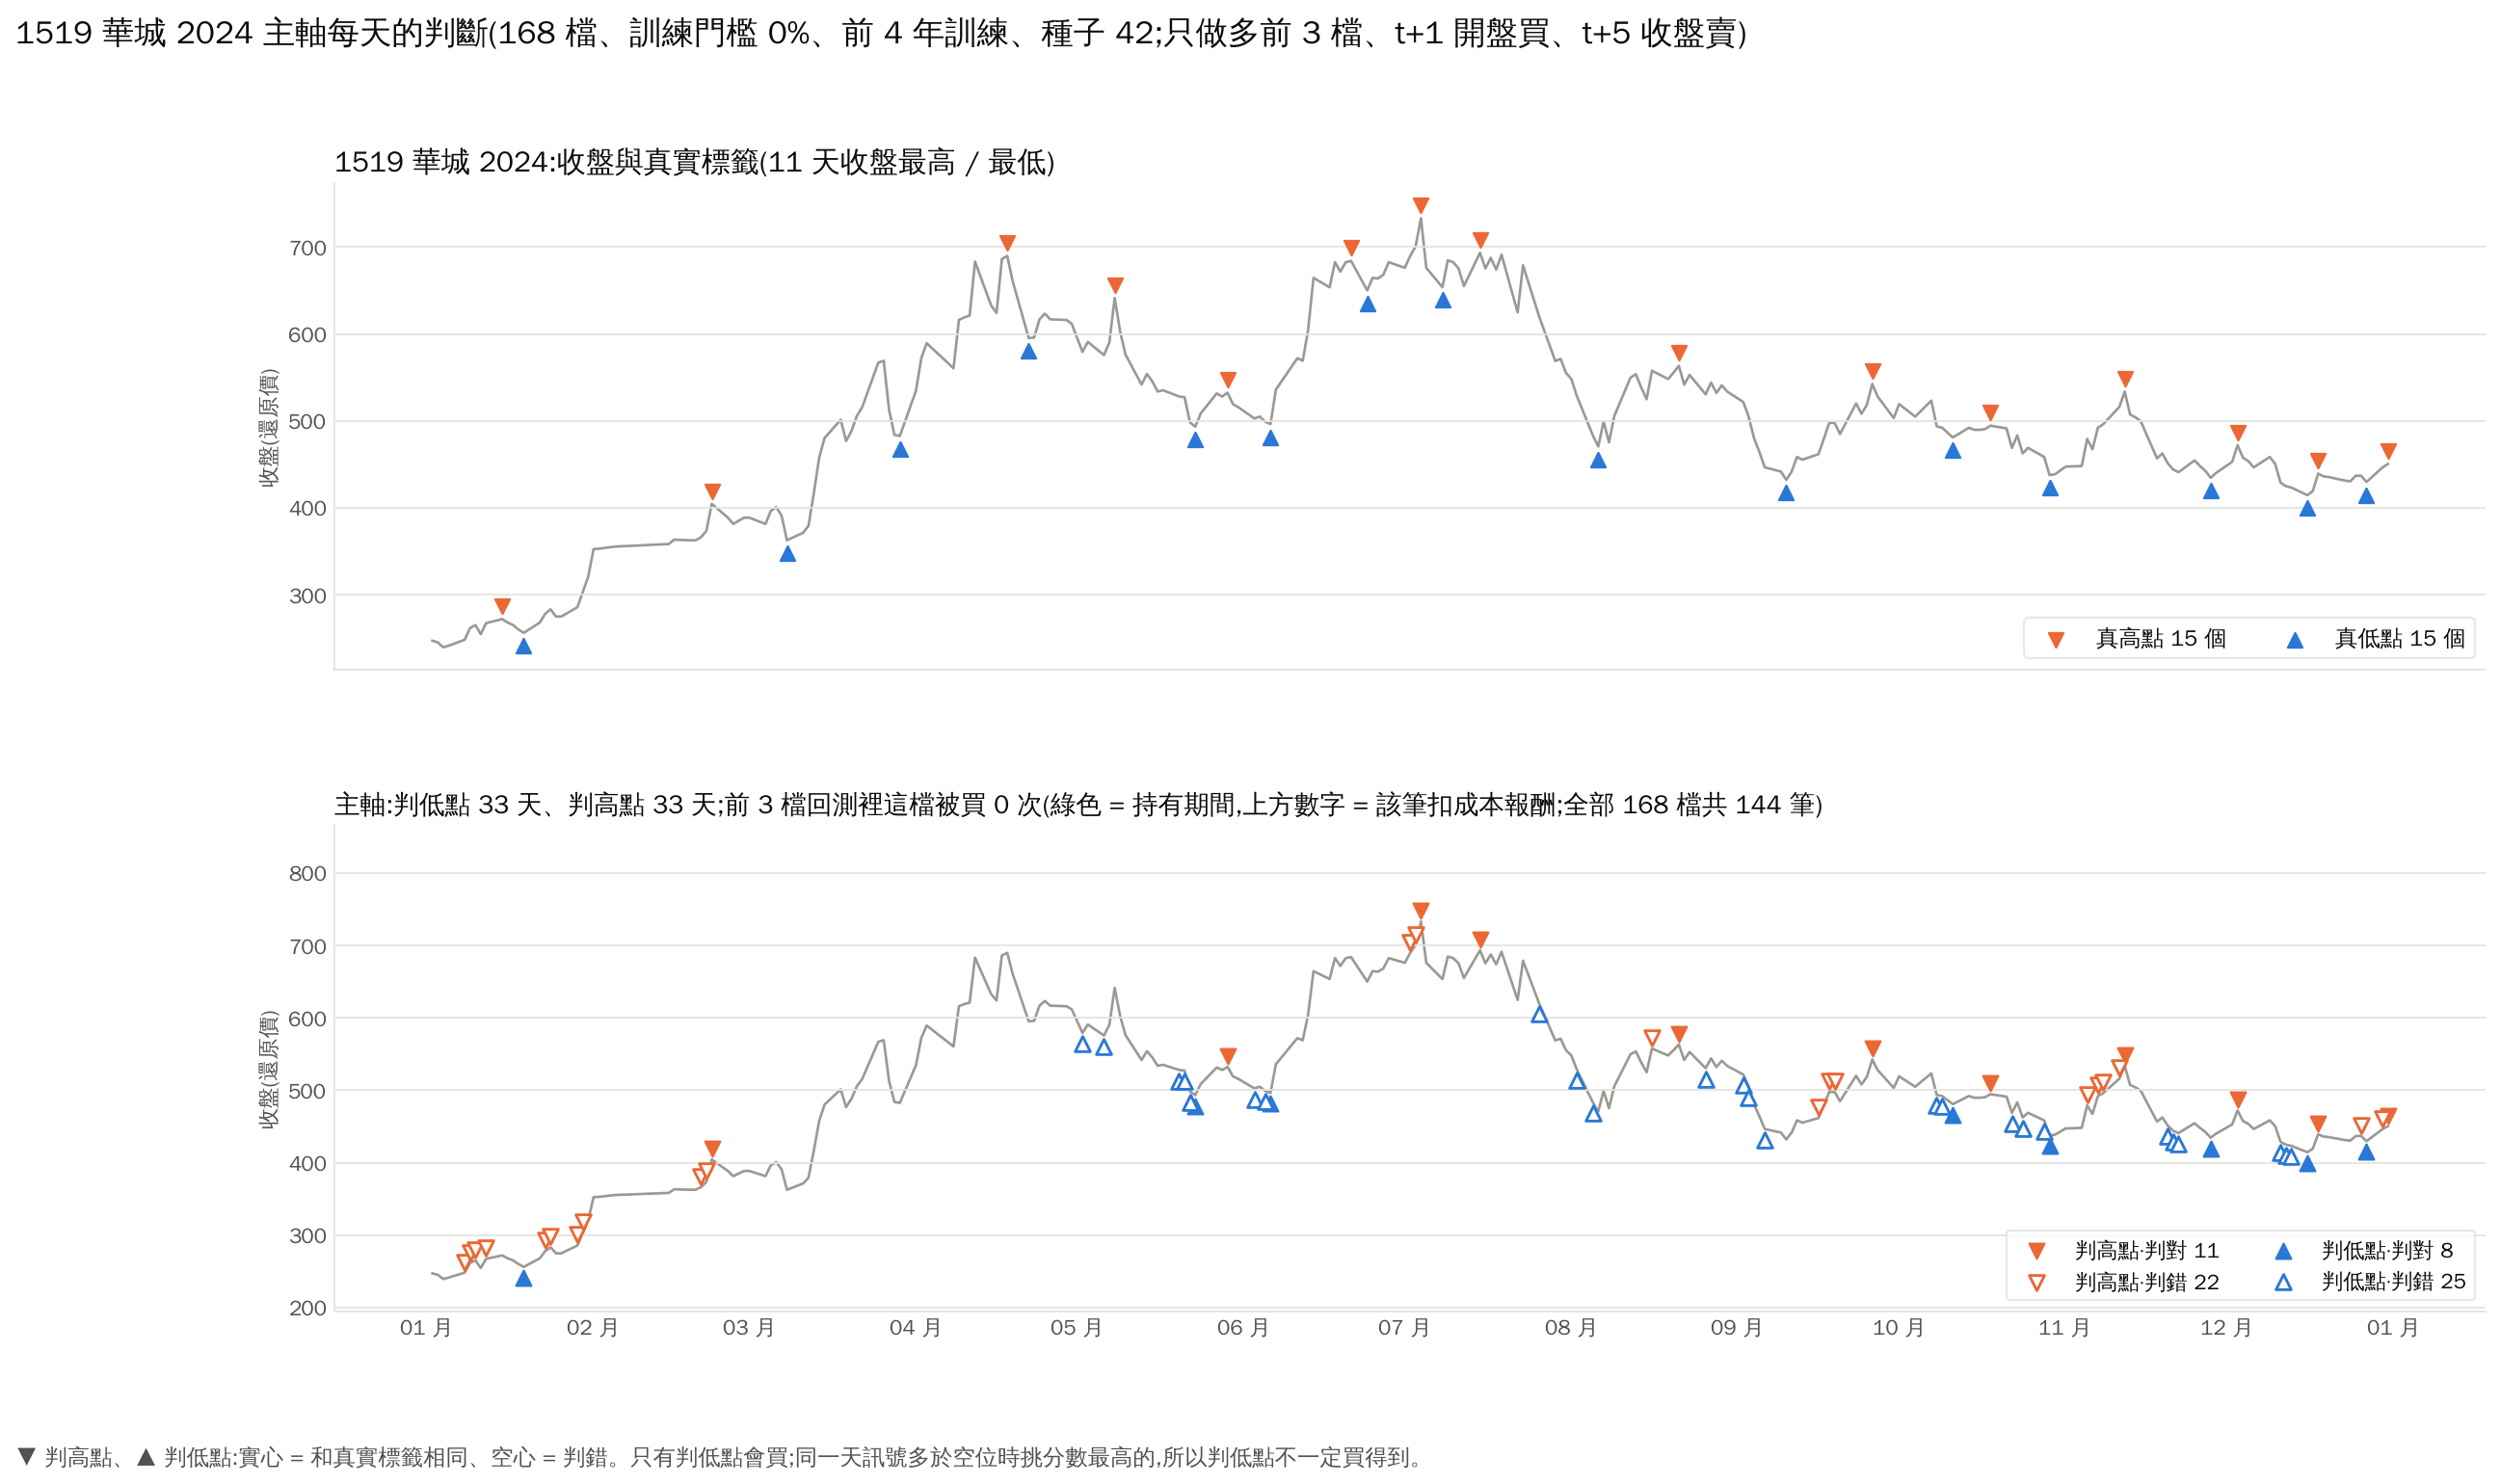 1519 華城 2024 主軸每天的判斷(168 檔、訓練門檻 0%、前 4 年訓練、種子 42;只做多前 3 檔、t+1 開盤買、t+5 收盤賣)
1519 華城 2024:收盤與真實標籤(11 天收盤最高 / 最低)
收盤(還原價)
700
600
500
400
300
真高點 15 個
真低點 15 個
主軸:判低點 33 天、判高點 33 天;前 3 檔回測裡這檔被買 0 次(綠色 = 持有期間,上方數字 = 該筆扣成本報酬;全部 168 檔共 144 筆)
收盤(還原價)
800
700
600
500
400
300
200
判高點·判對 11
判低點·判對 8
判高點·判錯 22
判低點·判錯 25
01 月 02 月 03 月 04 月 05 月 06 月 07 月 08 月 09 月 10 月 11 月 12 月 01 月
▼ 判高點、▲ 判低點:實心 = 和真實標籤相同、空心 = 判錯。只有判低點會買;同一天訊號多於空位時挑分數最高的,所以判低點不一定買得到。